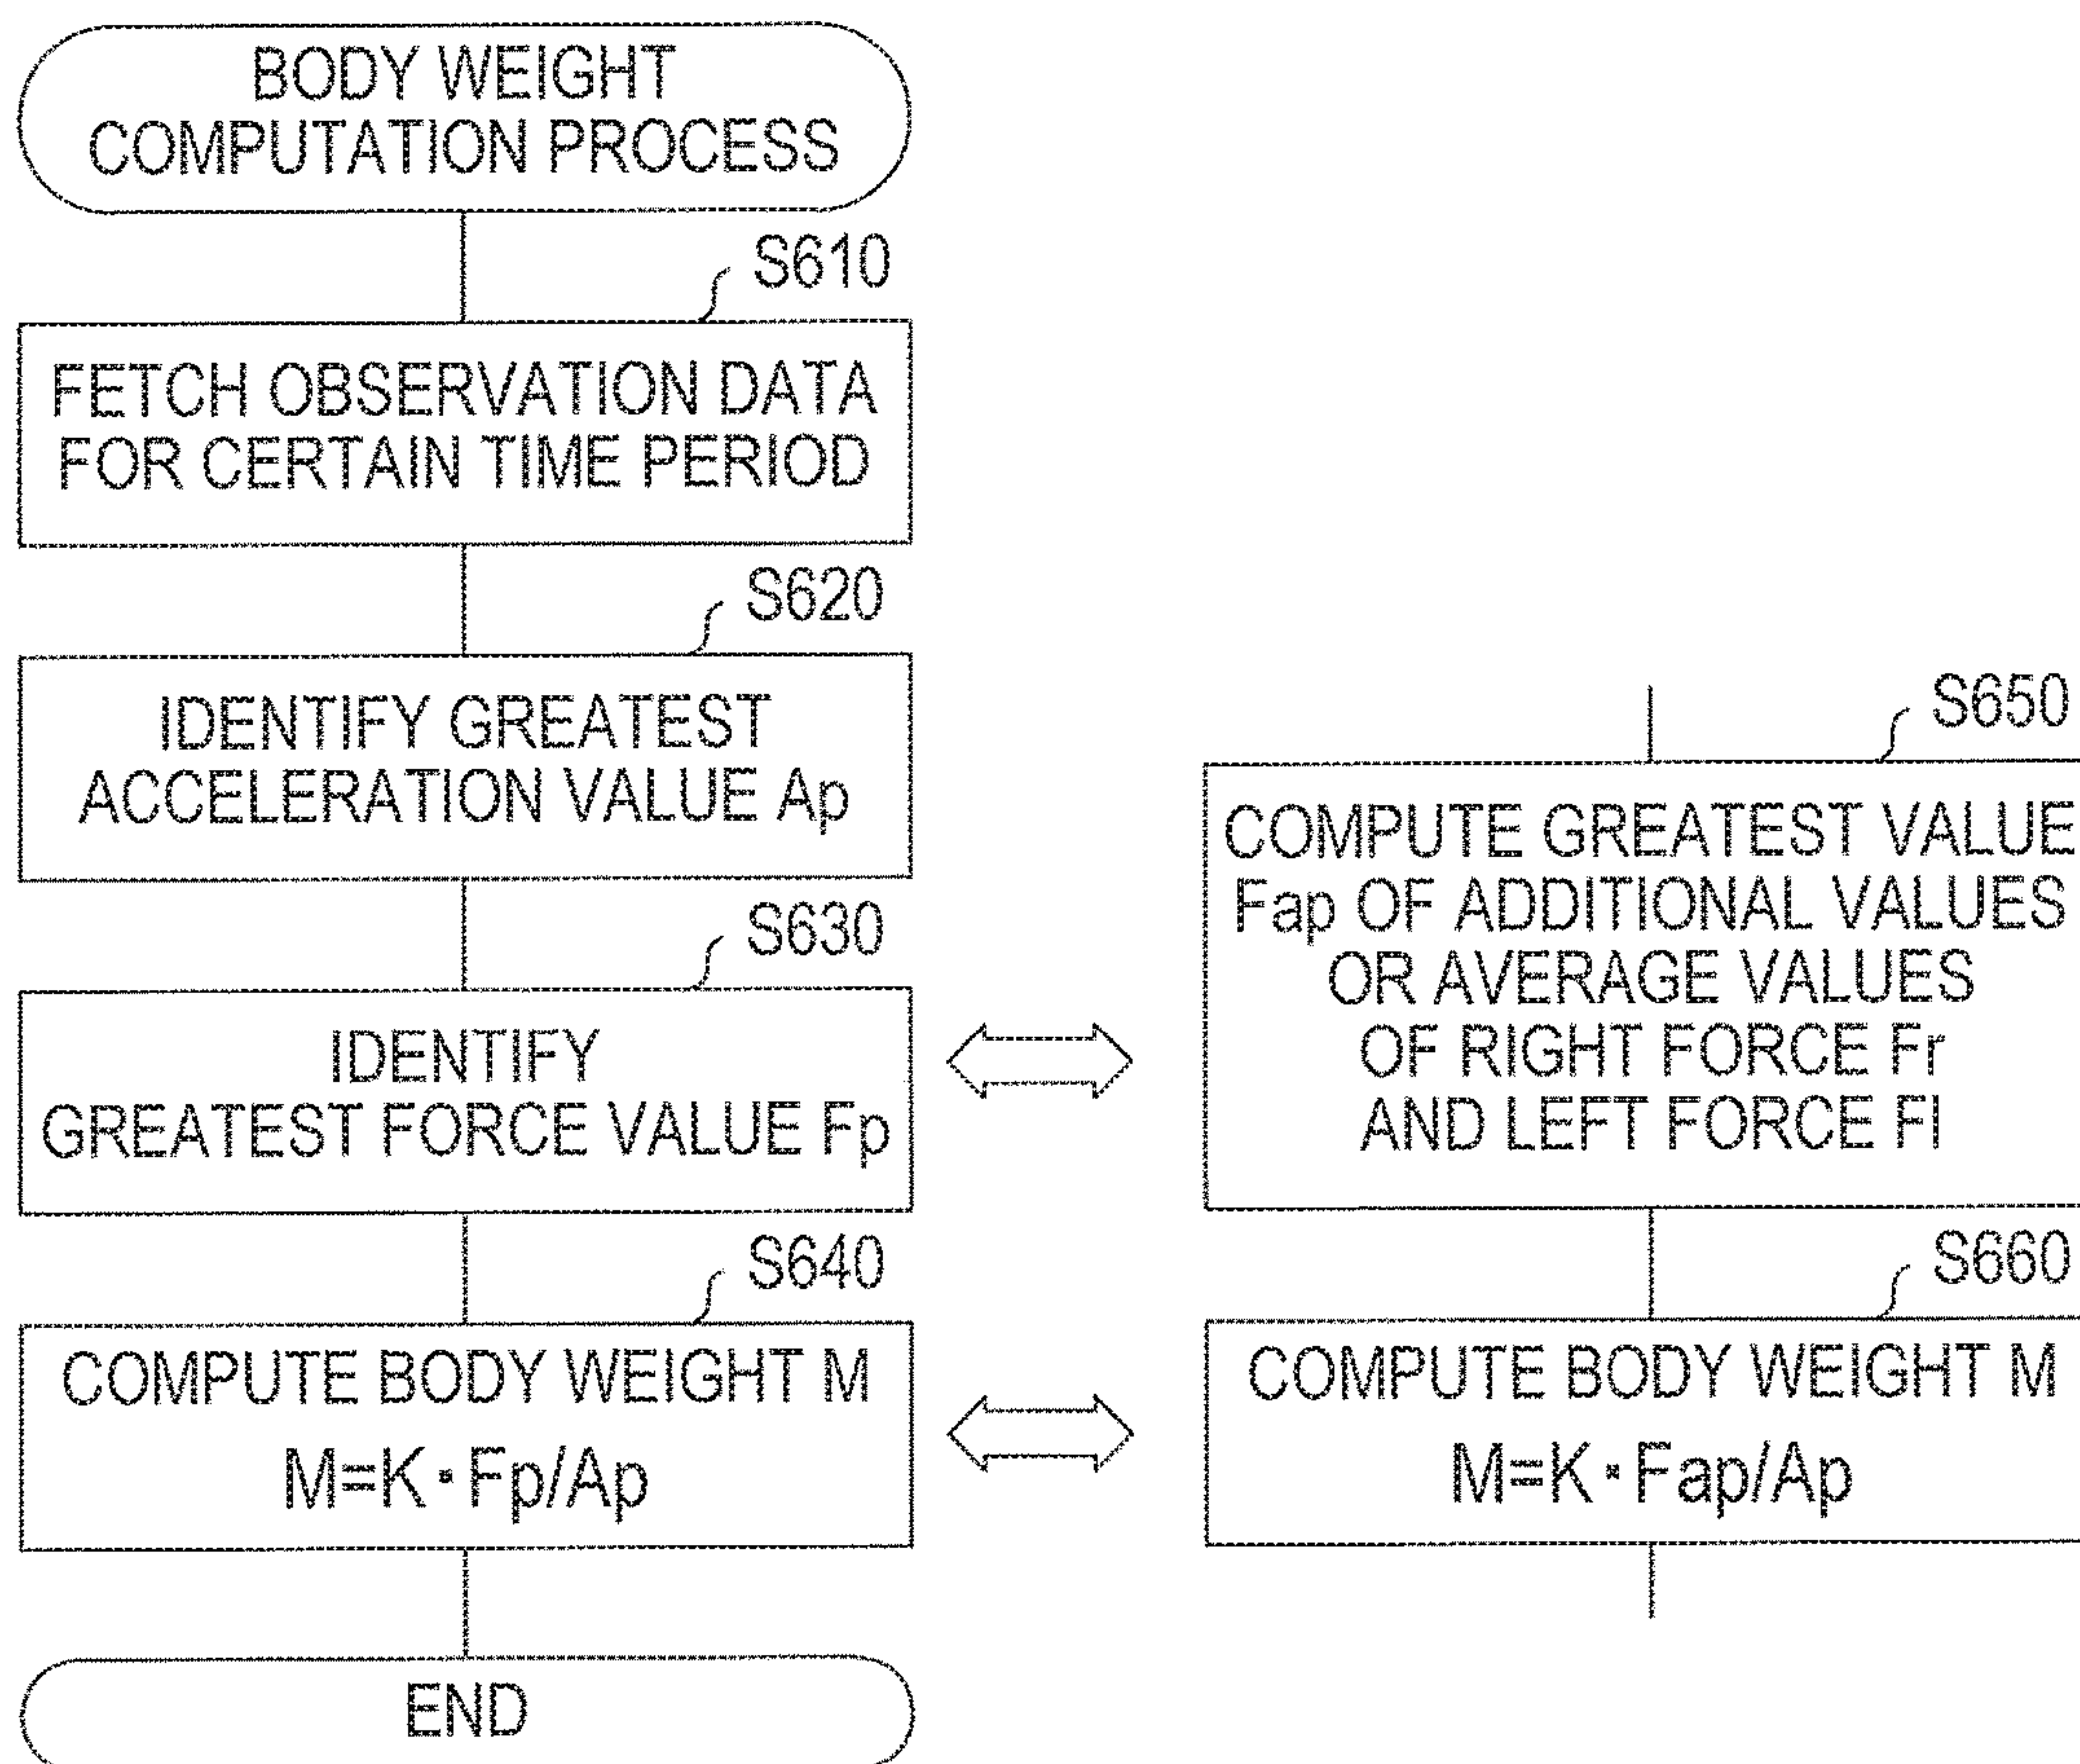 BODY WEIGHT
COMPUTATION PROCESS
S610
FETCH OBSERVATION DATA
FOR CERTAIN TIME PERIOD
S620
IDENTIFY GREATEST
ACCELERATION VALUE Ap
S630
IDENTIFY
GREATEST FORCE VALUE Fp
S640
COMPUTE BODY WEIGHT M
M=K・Fp/Ap
END
S650
COMPUTE GREATEST VALUE
Fap OF ADDITIONAL VALUES
OR AVERAGE VALUES
OF RIGHT FORCE Fr
AND LEFT FORCE Fl
S660
COMPUTE BODY WEIGHT M
M=K・Fap/Ap